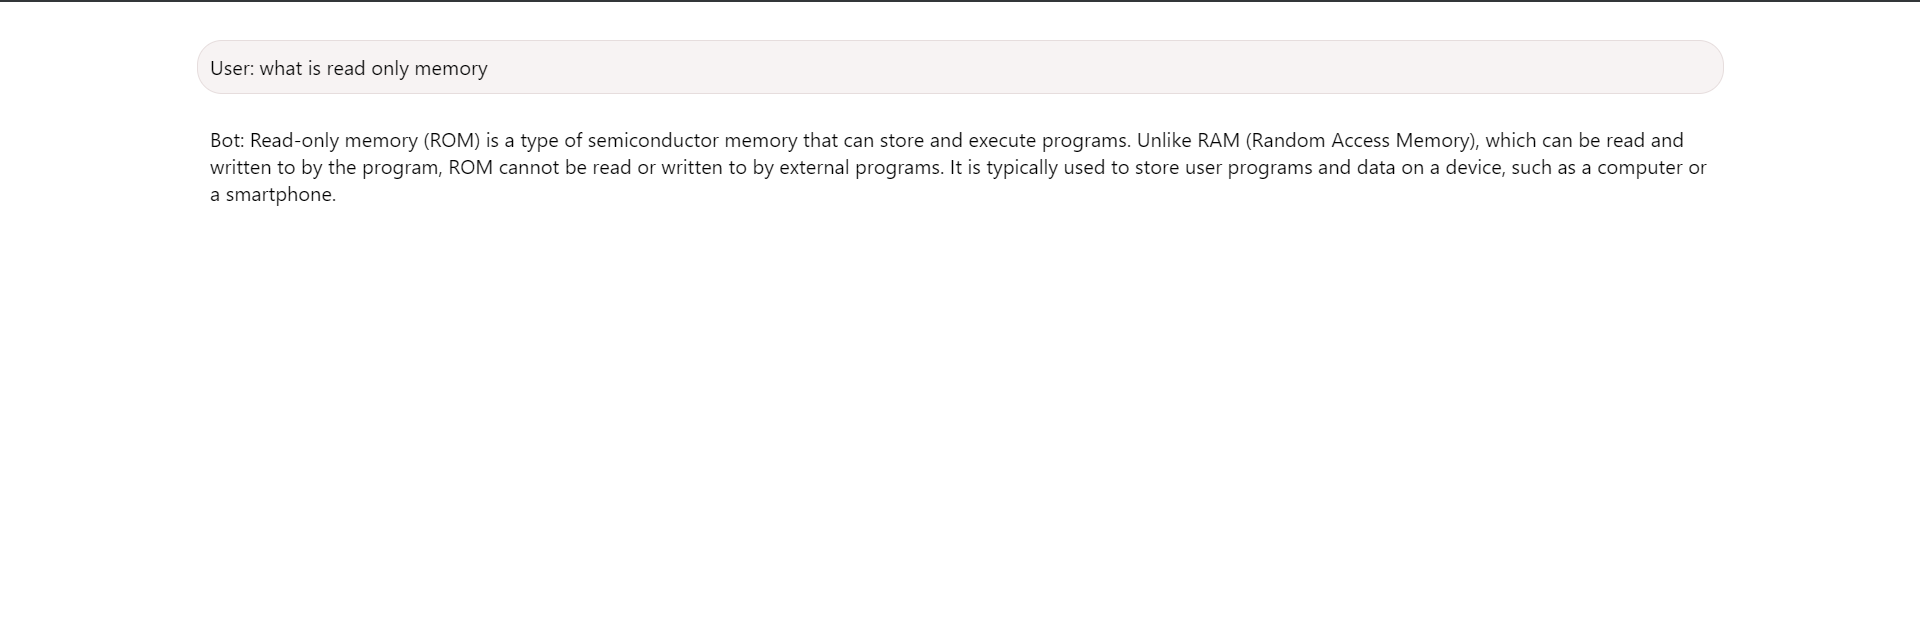 User: what is read only memory
Bot: Read-only memory (ROM) is a type of semiconductor memory that can store and execute programs. Unlike RAM (Random Access Memory), which can be read and
written to by the program, ROM cannot be read or written to by external programs. It is typically used to store user programs and data on a device, such as a computer or
a smartphone.